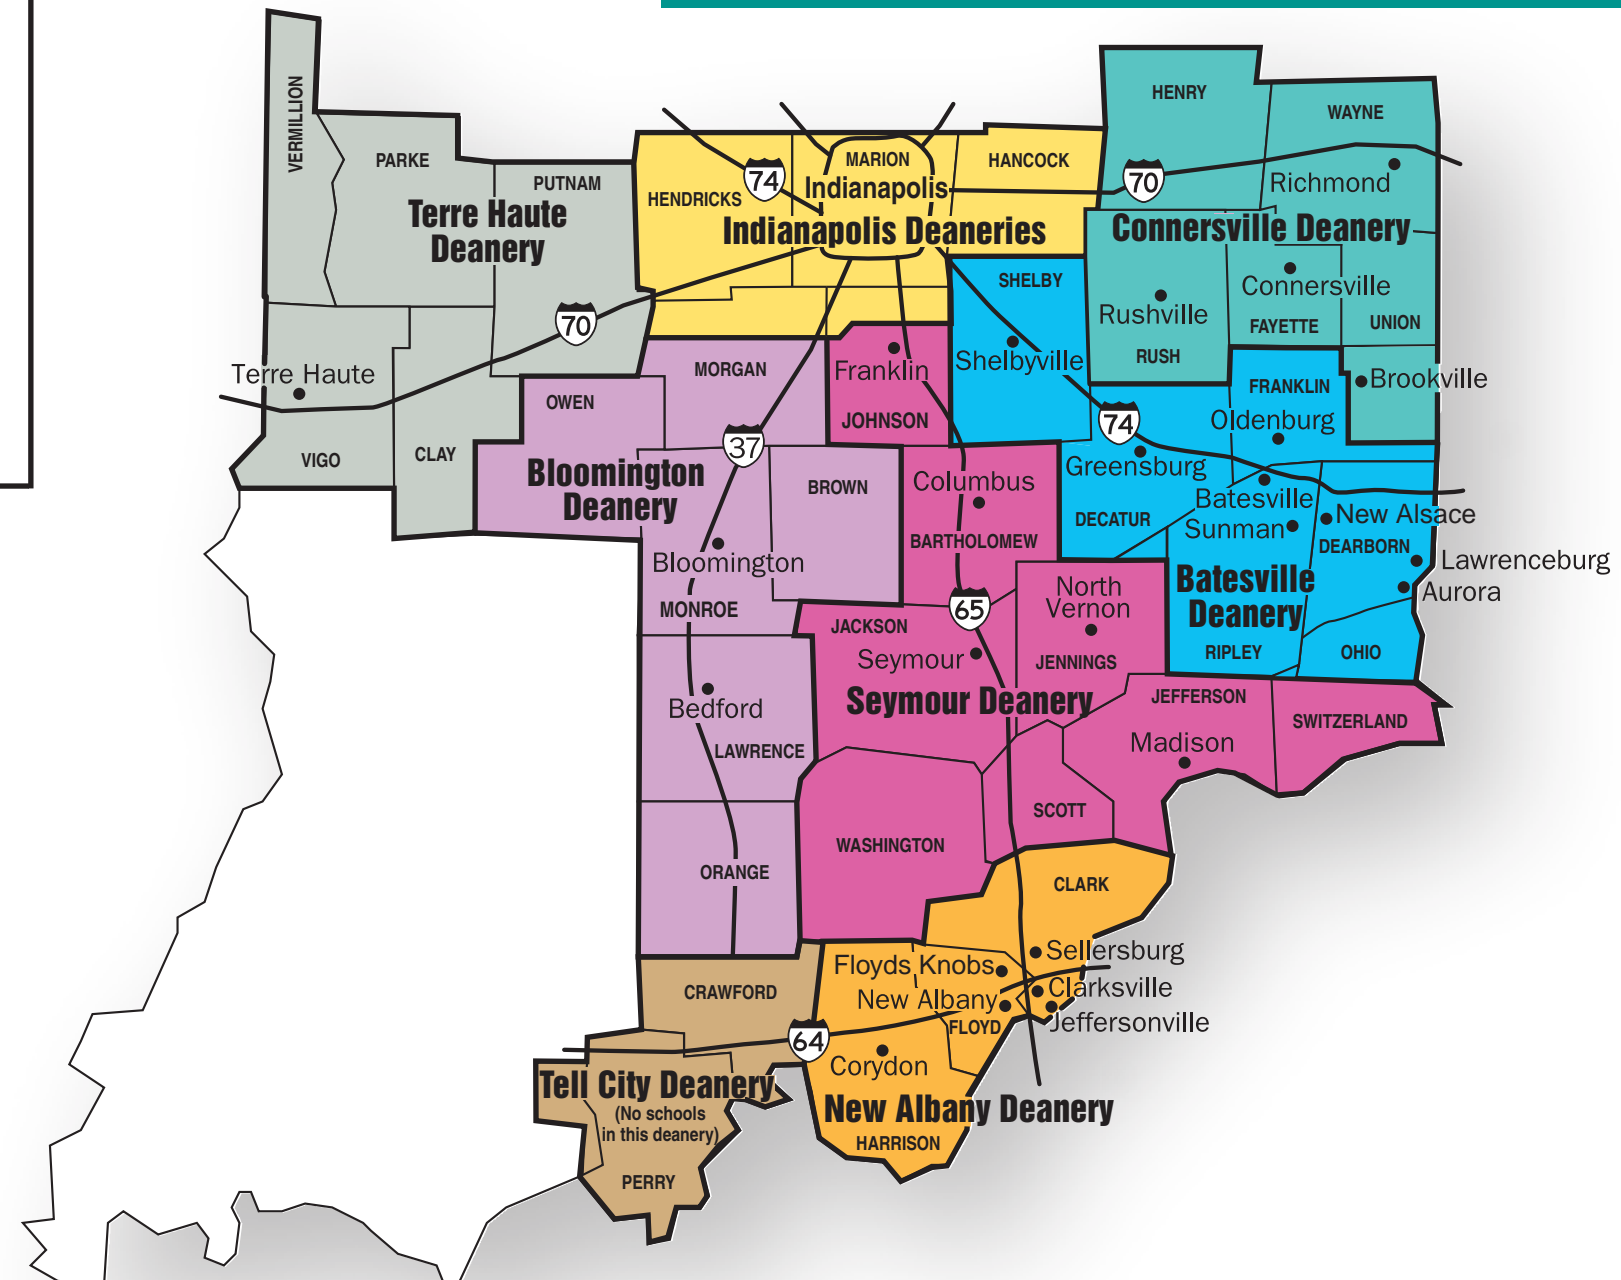 VERMILLION
PARKE
PUTNAM
Terre Haute
Deanery
70
Terre Haute
VIGO
CLAY
HENDRICKS
74
MARION
Indianapolis
HANCOCK
Indianapolis Deaneries
HENRY
WAYNE
70
Richmond
Connersville Deanery
Connersville
Rushville
FAYETTE
UNION
RUSH
Brookville
SHELBY
Shelbyville
FRANKLIN
Oldenburg
74
Greensburg
Batesville
Sunman
New Alsace
DECATUR
DEARBORN
Lawrenceburg
Aurora
Batesville
Deanery
RIPLEY
OHIO
MORGAN
OWEN
37
Bloomington
Deanery
BROWN
Bloomington
MONROE
Bedford
LAWRENCE
ORANGE
Franklin
JOHNSON
Columbus
BARTHOLOMEW
65
North
Vernon
JACKSON
Seymour
JENNINGS
Seymour Deanery
JEFFERSON
SWITZERLAND
Madison
SCOTT
WASHINGTON
CLARK
Sellersburg
Floyds Knobs
Clarksville
New Albany
Jeffersonville
FLOYD
64
Corydon
New Albany Deanery
HARRISON
CRAWFORD
Tell City Deanery
(No schools
in this deanery)
PERRY